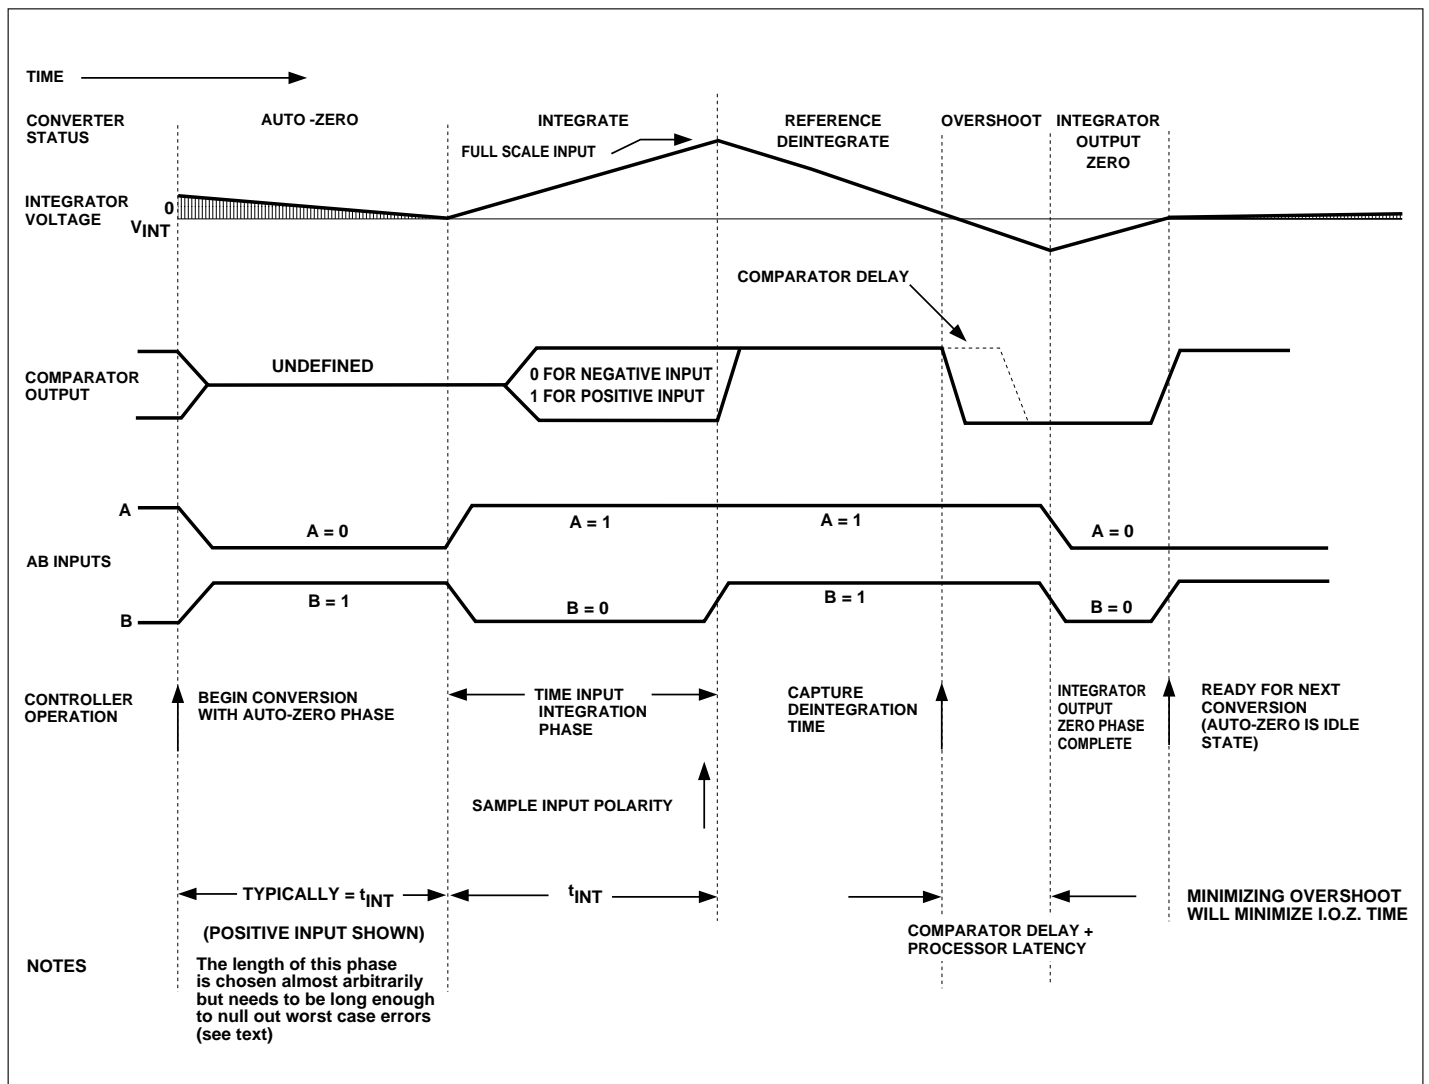 TIME
CONVERTER
STATUS
AUTO -ZERO
INTEGRATE
REFERENCE
DEINTEGRATE
OVERSHOOT
INTEGRATOR
OUTPUT
ZERO
FULL SCALE INPUT
INTEGRATOR
VOLTAGE
0
VINT
COMPARATOR DELAY
COMPARATOR
OUTPUT
UNDEFINED
0 FOR NEGATIVE INPUT
1 FOR POSITIVE INPUT
AB INPUTS
A
A = 0
A = 1
A = 1
A = 0
B
B = 1
B = 0
B = 1
B = 0
CONTROLLER
OPERATION
BEGIN CONVERSION
WITH AUTO-ZERO PHASE
TIME INPUT
INTEGRATION
PHASE
CAPTURE
DEINTEGRATION
TIME
INTEGRATOR
OUTPUT
ZERO PHASE
COMPLETE
READY FOR NEXT
CONVERSION
(AUTO-ZERO IS IDLE
STATE)
SAMPLE INPUT POLARITY
TYPICALLY = tINT
tINT
MINIMIZING OVERSHOOT
WILL MINIMIZE I.O.Z. TIME
(POSITIVE INPUT SHOWN)
COMPARATOR DELAY +
PROCESSOR LATENCY
NOTES
The length of this phase
is chosen almost arbitrarily
but needs to be long enough
to null out worst case errors
(see text)